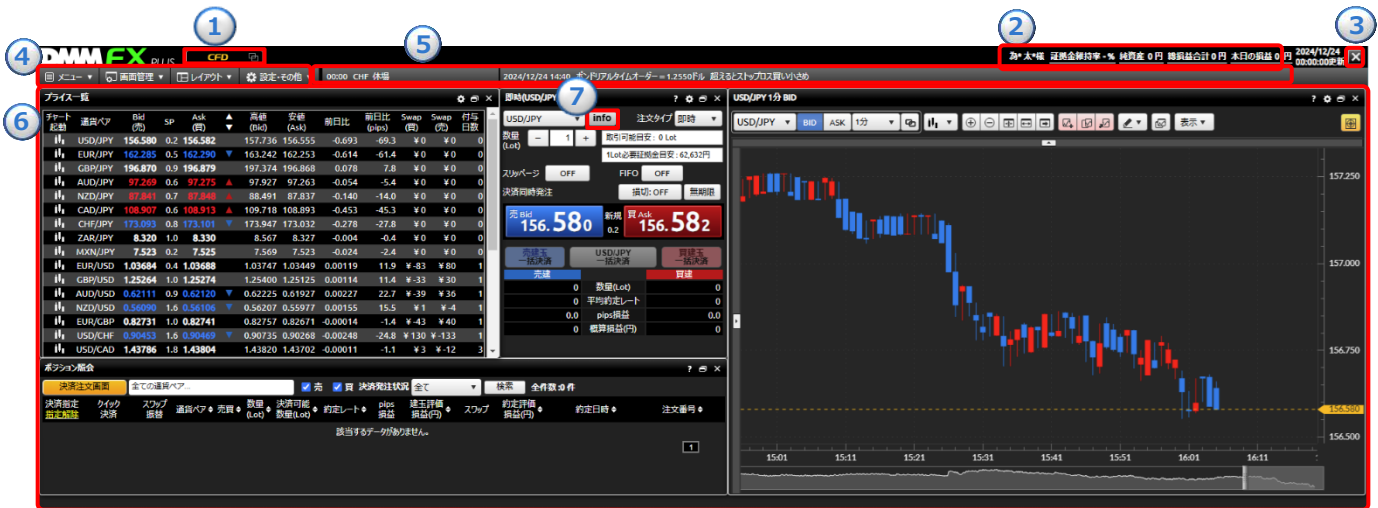 1
2
3
4
5
6
7
DMM FX PLUS CFD
ｶﾈ* 太*様 証拠金維持率 - % 純資産 0 円 総損益合計 0 円 本日の損益 0 円 2024/12/24 00:00:00更新
メニュー 画面管理 レイアウト 設定・その他 00:00 CHF 休場 2024/12/24 14:40 ポンドリアルタイムオーダー＝1.2550ドル 超えるとストップロス買い(小さめ
プライス一覧
チャート起動 通貨ペア Bid(売) SP Ask(買) ▲▼ 高値(Bid) 安値(Ask) 前日比 前日比(pips) Swap(買) Swap(売) 付与日数
USD/JPY 156.580 0.2 156.582 157.736 156.555 -0.693 -69.3 ¥0 ¥0 0
EUR/JPY 162.285 0.5 162.290 ▼ 163.242 162.253 -0.614 -61.4 ¥0 ¥0 0
GBP/JPY 196.870 0.9 196.879 197.374 196.868 0.078 7.8 ¥0 ¥0 0
AUD/JPY 97.269 0.6 97.275 ▲ 97.927 97.263 -0.054 -5.4 ¥0 ¥0 0
NZD/JPY 87.841 0.7 87.848 ▲ 88.491 87.837 -0.140 -14.0 ¥0 ¥0 0
CAD/JPY 108.907 0.6 108.913 ▲ 109.718 108.893 -0.453 -45.3 ¥0 ¥0 0
CHF/JPY 173.093 0.8 173.101 ▼ 173.947 173.032 -0.278 -27.8 ¥0 ¥0 0
ZAR/JPY 8.320 1.0 8.330 8.567 8.327 -0.004 -0.4 ¥0 ¥0 0
MXN/JPY 7.523 0.2 7.525 7.569 7.523 -0.024 -2.4 ¥0 ¥0 0
EUR/USD 1.03684 0.4 1.03688 1.03747 1.03449 0.00119 11.9 ¥-83 ¥80 1
GBP/USD 1.25264 1.0 1.25274 1.25400 1.25125 0.00114 11.4 ¥-33 ¥30 1
AUD/USD 0.62111 0.9 0.62120 ▼ 0.62225 0.61927 0.00227 22.7 ¥-39 ¥36 1
NZD/USD 0.56090 1.6 0.56106 ▼ 0.56207 0.55977 0.00155 15.5 ¥1 ¥-4 1
EUR/GBP 0.82731 1.0 0.82741 0.82757 0.82671 -0.00014 -1.4 ¥-43 ¥40 1
USD/CHF 0.90453 1.6 0.90469 ▼ 0.90735 0.90268 -0.00248 -24.8 ¥130 ¥-133 1
USD/CAD 1.43786 1.8 1.43804 1.43820 1.43702 -0.00011 -1.1 ¥3 ¥-12 3
即時(USD/JPY
USD/JPY info 注文タイプ 即時
数量(Lot) - 1 + 取引可能目安 : 0 Lot
1Lot必要証拠金目安 : 62,632円
スリッページ OFF FIFO OFF
決済同時発注 損切: OFF 無期限
売 Bid 156.580 新規 0.2 買 Ask 156.582
売建玉一括決済 USD/JPY一括決済 買建玉一括決済
売建 買建
0 数量(Lot) 0
0 平均約定レート 0
0.0 pips損益 0.0
0 概算損益(円) 0
USD/JPY 1分 BID
USD/JPY BID ASK 1分 表示
157.250
157.000
156.750
156.580
156.500
15:01 15:11 15:21 15:31 15:41 15:51 16:01 16:11
ポジション照会
決済注文画面 全ての通貨ペア... 売 買 決済発注状況 全て 検索 全件数:0 件
決済指定 指定解除 クイック決済 スワップ振替 通貨ペア 売買 数量(Lot) 決済可能数量(Lot) 約定レート pips損益 建玉評価損益(円) スワップ 約定評価損益(円) 約定日時 注文番号
該当するデータがありません。
1